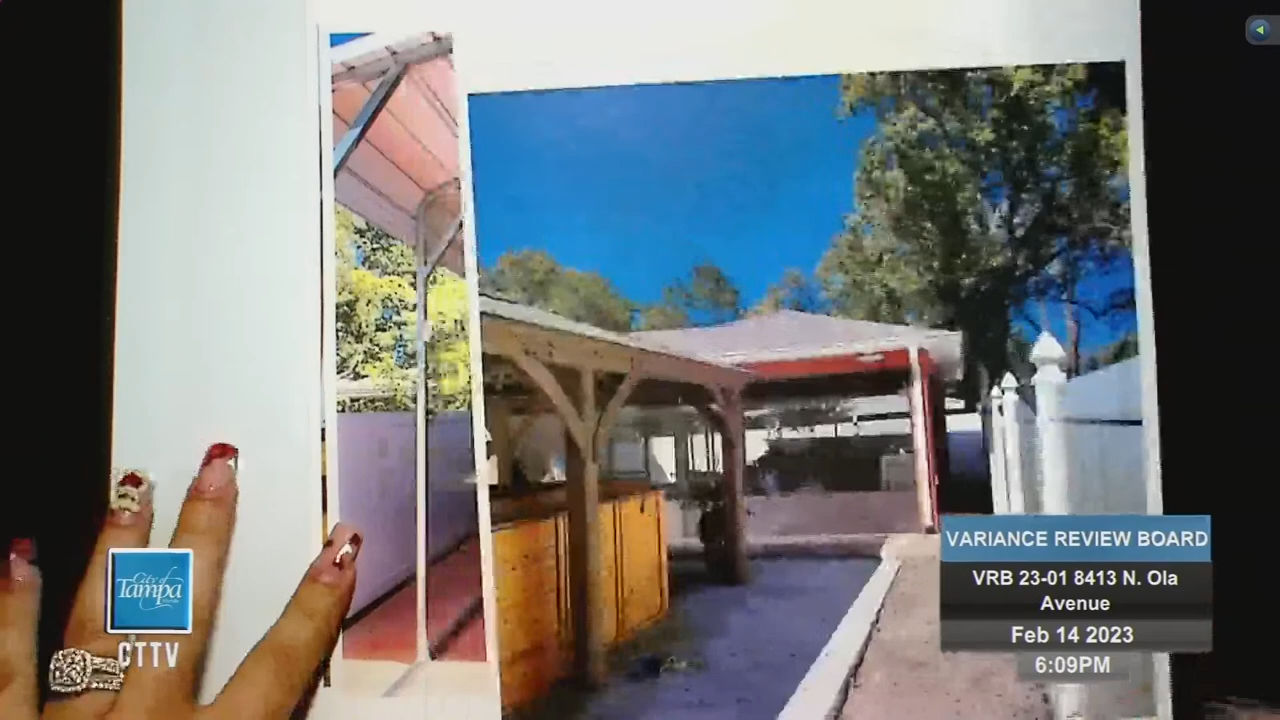 City of
Tampa
CTTV
VARIANCE REVIEW BOARD
VRB 23-01 8413 N. Ola
Avenue
Feb 14 2023
6:09PM